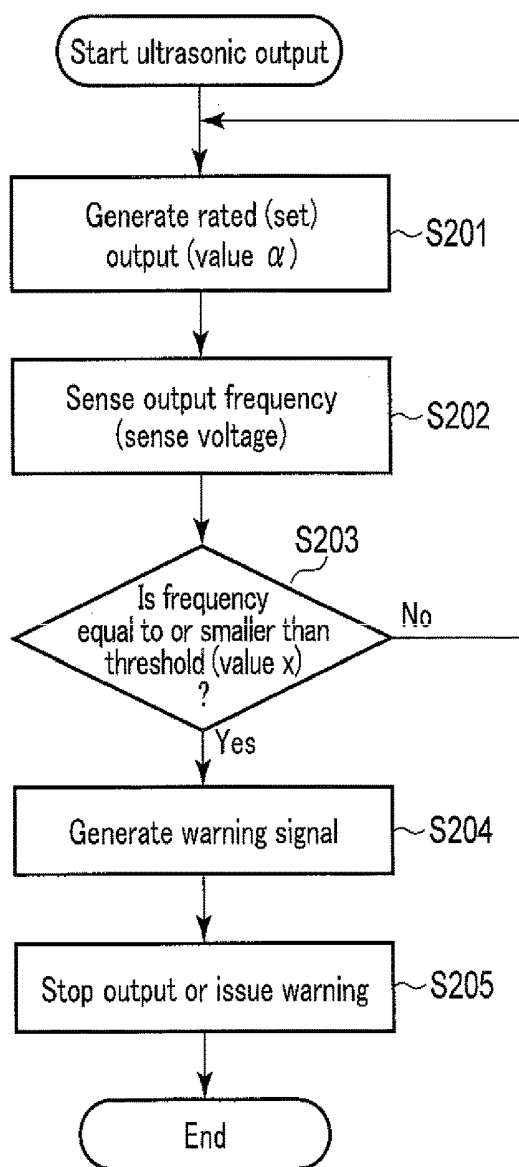 Start ultrasonic output
Generate rated (set)
output (value α)
S201
Sense output frequency
(sense voltage)
S202
S203
Is frequency
equal to or smaller than
threshold (value x)
?
No
Yes
Generate warning signal
S204
Stop output or issue warning
S205
End